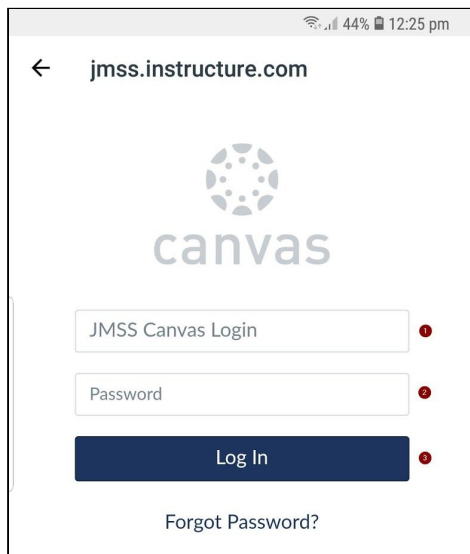 44% 12:25 pm
jmss.instructure.com
canvas
JMSS Canvas Login
1
Password
2
Log In
3
Forgot Password?